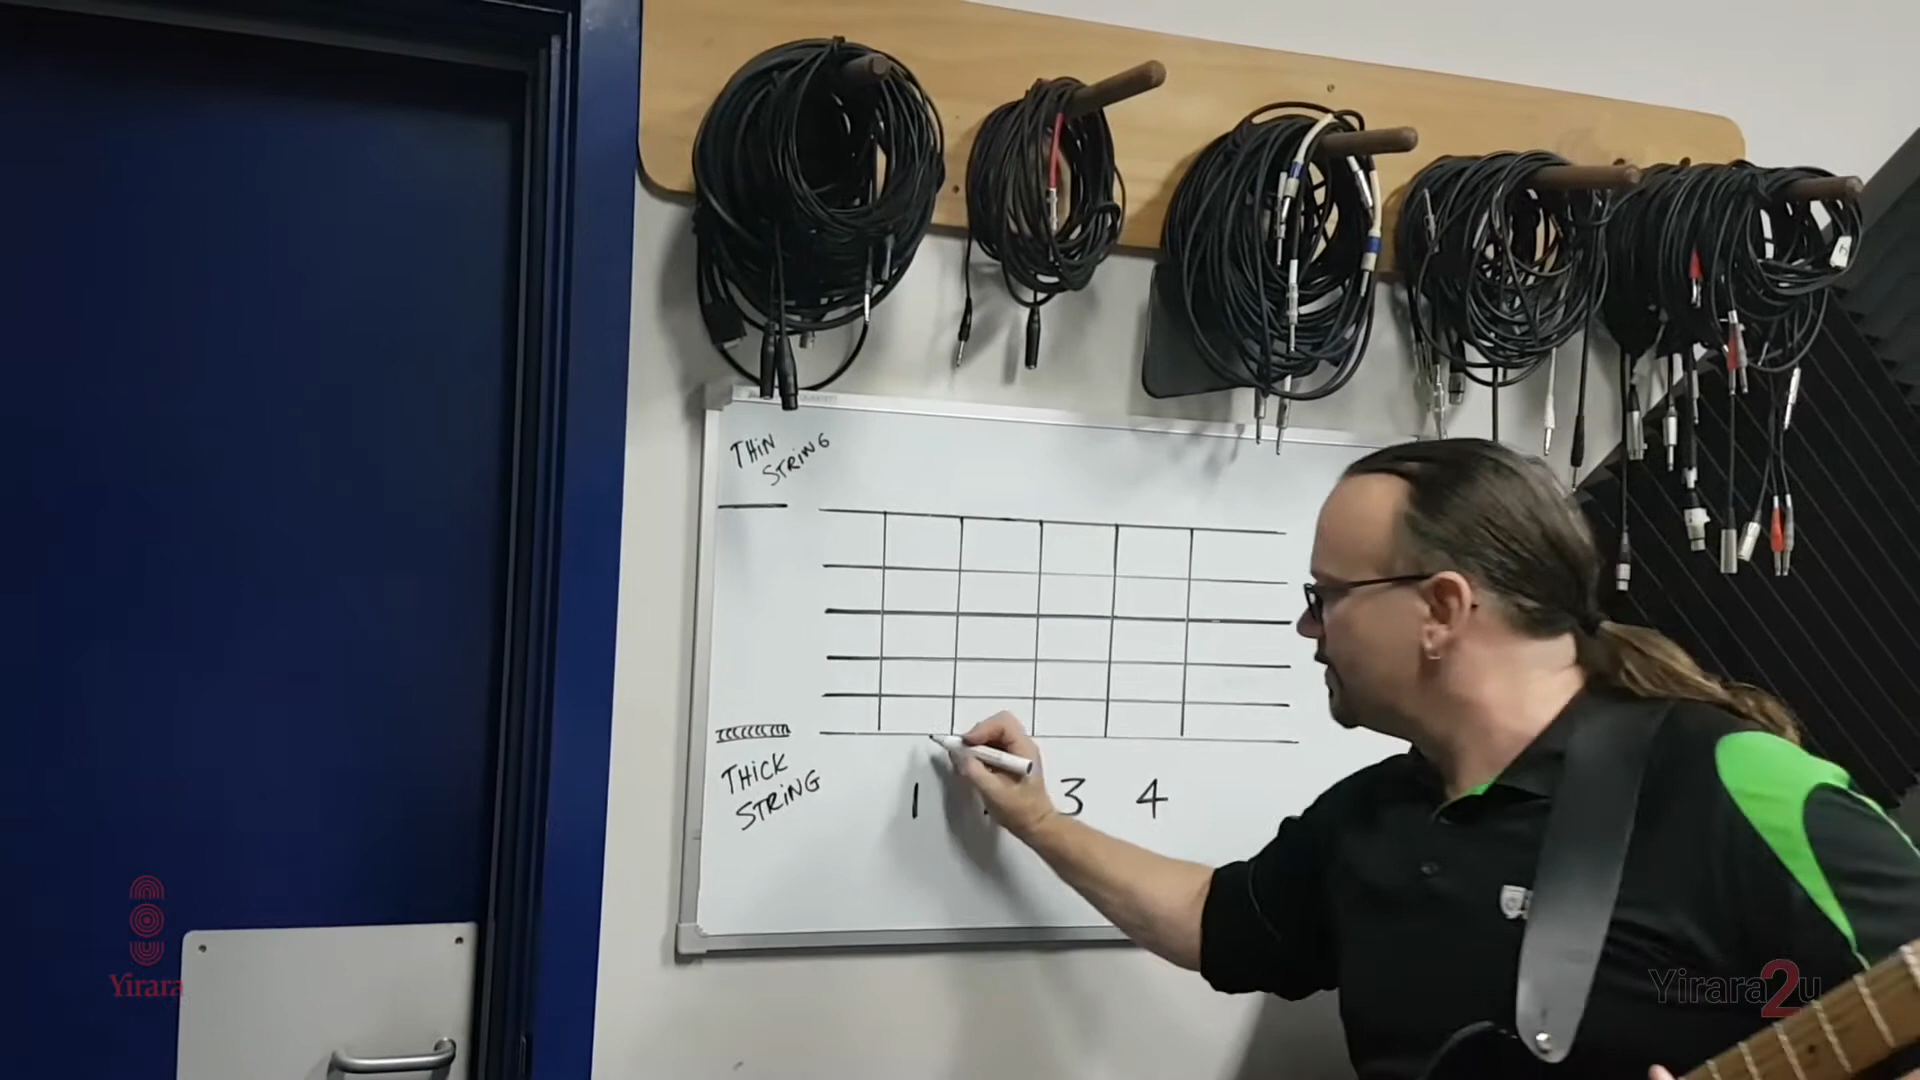 THIN
STRING
THICK
STRING
1 3 4
Yirara
Yirara2u